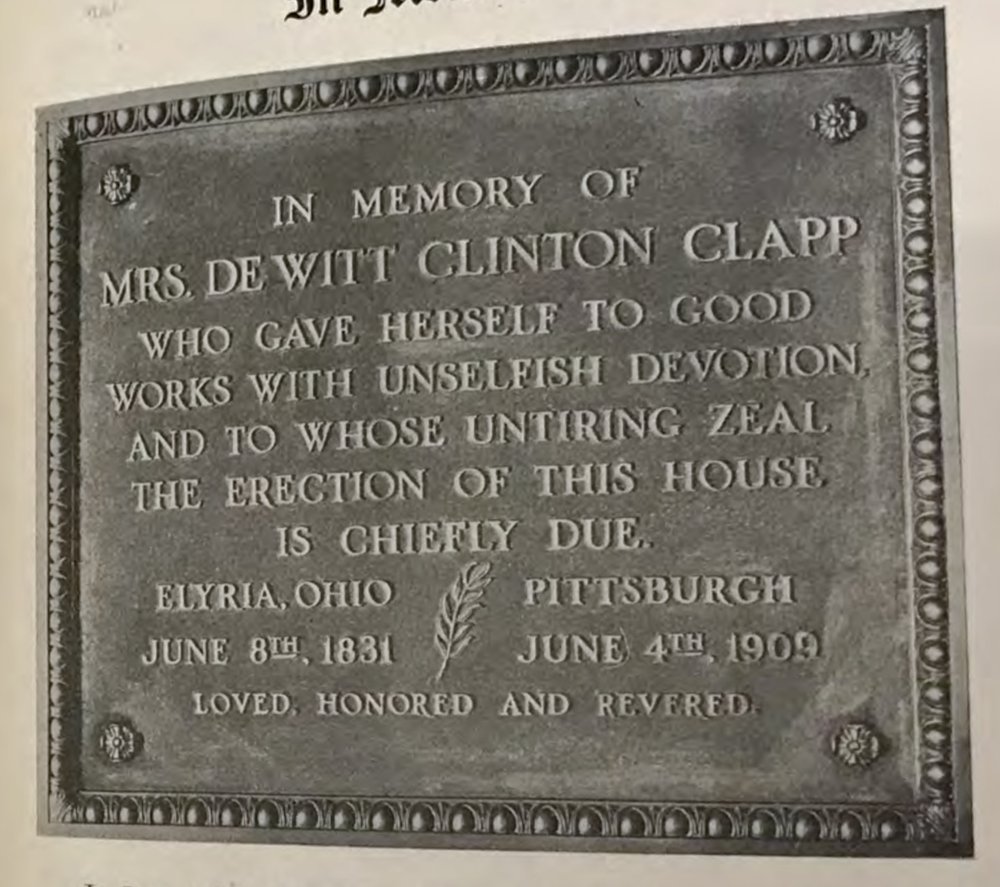 In
IN MEMORY OF
MRS. DE WITT CLINTON CLAPP
WHO GAVE HERSELF TO GOOD
WORKS WITH UNSELFISH DEVOTION,
AND TO WHOSE UNTIRING ZEAL
THE ERECTION OF THIS HOUSE
IS CHIEFLY DUE.
ELYRIA, OHIO PITTSBURGH
JUNE 8TH, 1831 JUNE 4TH, 1909
LOVED, HONORED AND REVERED.